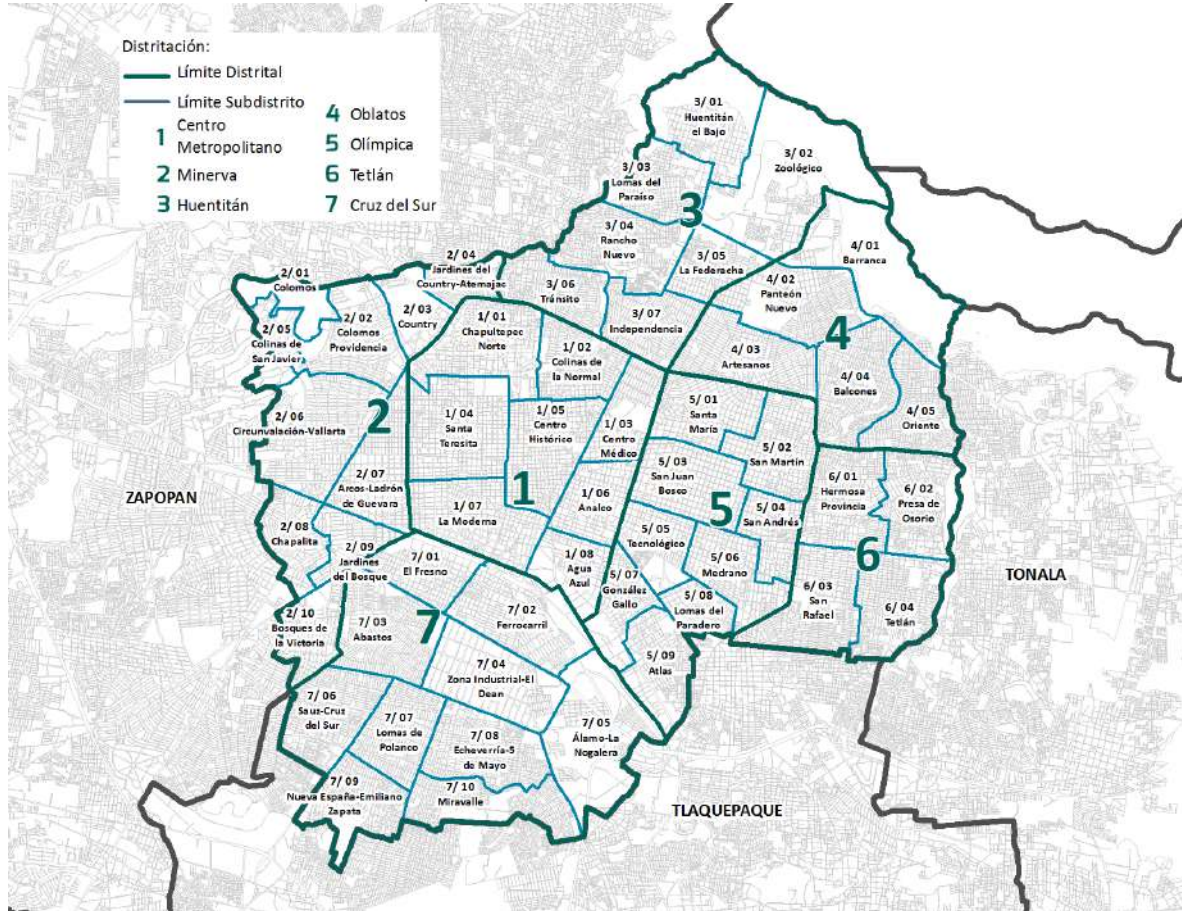 Distritación:
Límite Distrital
Límite Subdistrito
1 Centro
Metropolitano
2 Minerva
3 Huentitán
4 Oblatos
5 Olímpica
6 Tetlán
7 Cruz del Sur
3/ 01
Huentitán
el Bajo
3/ 02
Zoológico
3/ 03
Lomas del
Paraíso
3
3/ 04
Rancho
Nuevo
3/ 05
La Federacha
3/ 06
Tránsito
3/ 07
Independencia
4/ 01
Barranca
4/ 02
Panteón
Nuevo
4
4/ 03
Artesanos
4/ 04
Balcones
4/ 05
Oriente
2/ 01
Colomos
2/ 04
Jardines del
Country-Atemajac
2/ 05
Colinas de
San Javier
2/ 02
Colomos
Providencia
2/ 03
Country
2
2/ 06
Circunvalación-Vallarta
2/ 07
Arcos-Ladrón
de Guevara
2/ 08
Chapalita
2/ 09
Jardines
del Bosque
2/ 10
Bosques de
la Victoria
1/ 01
Chapultepec
Norte
1/ 02
Colinas de
la Normal
1/ 04
Santa
Teresita
1/ 05
Centro
Histórico
1/ 03
Centro
Médico
1
1/ 07
La Moderna
1/ 06
Analco
1/ 08
Agua
Azul
5/ 01
Santa
María
5/ 02
San Martín
5/ 03
San Juan
Bosco
5
5/ 04
San Andrés
5/ 05
Tecnológico
5/ 06
Medrano
5/ 07
González
Gallo
5/ 08
Lomas del
Paradero
5/ 09
Atlas
6/ 01
Hermosa
Provincia
6/ 02
Presa de
Osorio
6
6/ 03
San
Rafael
6/ 04
Tetlán
7/ 01
El Fresno
7/ 02
Ferrocarril
7/ 03
Abastos
7
7/ 04
Zona Industrial-El
Dean
7/ 05
Álamo-La
Nogalera
7/ 06
Sauz-Cruz
del Sur
7/ 07
Lomas de
Polanco
7/ 08
Echeverría-5
de Mayo
7/ 09
Nueva España-Emiliano
Zapata
7/ 10
Miravalle
ZAPOPAN
TONALA
TLAQUEPAQUE